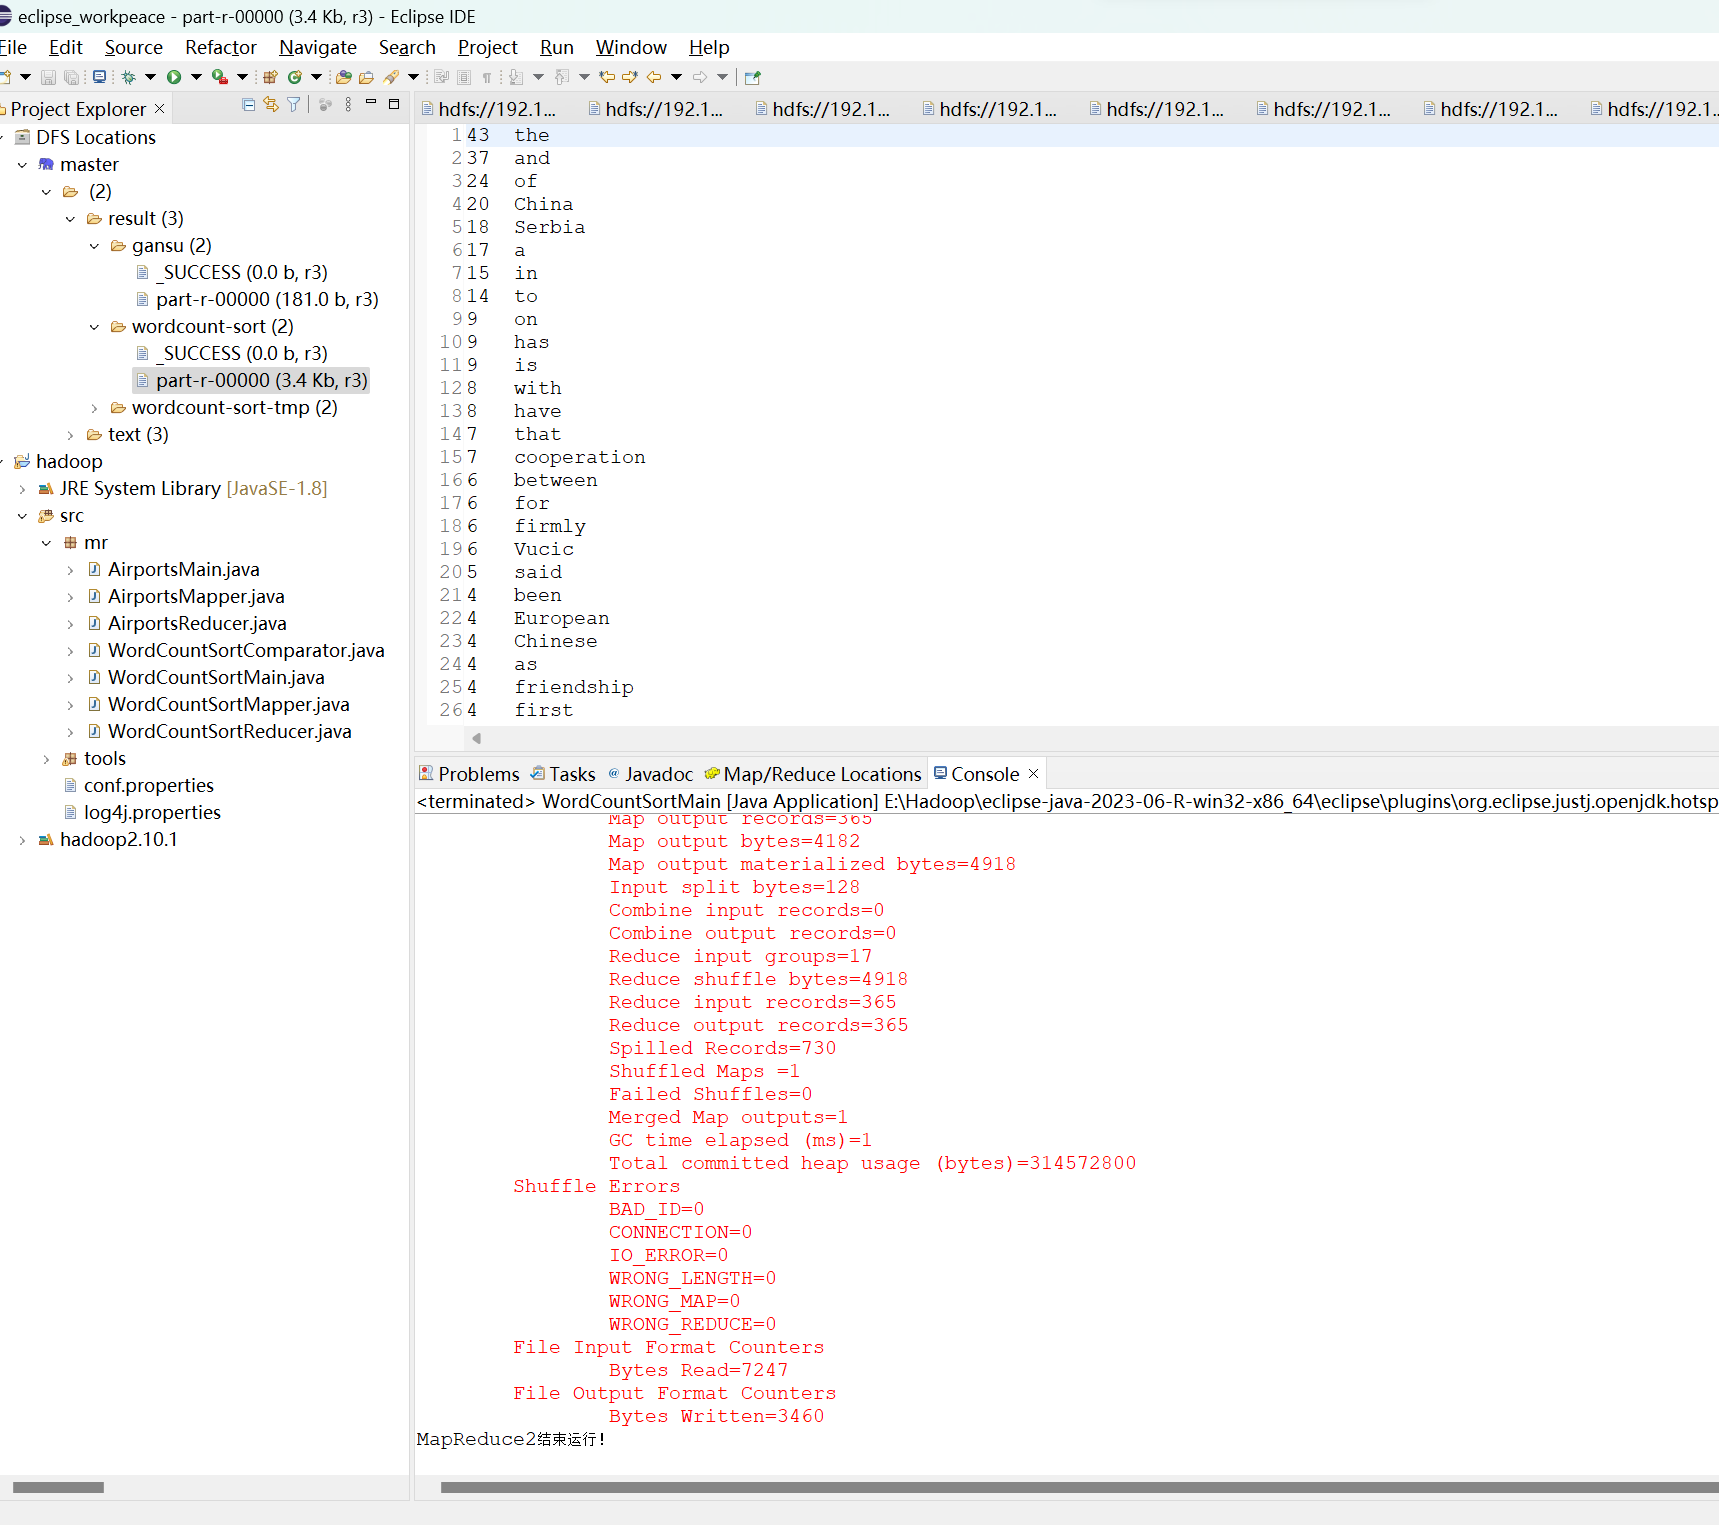 eclipse_workpeace - part-r-00000 (3.4 Kb, r3) - Eclipse IDE
File Edit Source Refactor Navigate Search Project Run Window Help
Project Explorer
DFS Locations
master
(2)
result (3)
gansu (2)
_SUCCESS (0.0 b, r3)
part-r-00000 (181.0 b, r3)
wordcount-sort (2)
_SUCCESS (0.0 b, r3)
part-r-00000 (3.4 Kb, r3)
wordcount-sort-tmp (2)
text (3)
hadoop
JRE System Library [JavaSE-1.8]
src
mr
AirportsMain.java
AirportsMapper.java
AirportsReducer.java
WordCountSortComparator.java
WordCountSortMain.java
WordCountSortMapper.java
WordCountSortReducer.java
tools
conf.properties
log4j.properties
hadoop2.10.1
hdfs://192.1... hdfs://192.1... hdfs://192.1... hdfs://192.1... hdfs://192.1... hdfs://192.1... hdfs://192.1... hdfs://192.1..
1 43 the
2 37 and
3 24 of
4 20 China
5 18 Serbia
6 17 a
7 15 in
8 14 to
9 9 on
10 9 has
11 9 is
12 8 with
13 8 have
14 7 that
15 7 cooperation
16 6 between
17 6 for
18 6 firmly
19 6 Vucic
20 5 said
21 4 been
22 4 European
23 4 Chinese
24 4 as
25 4 friendship
26 4 first
Problems Tasks @ Javadoc Map/Reduce Locations Console
<terminated> WordCountSortMain [Java Application] E:\Hadoop\eclipse-java-2023-06-R-win32-x86_64\eclipse\plugins\org.eclipse.justj.openjdk.hotsp
Map output records=365
Map output bytes=4182
Map output materialized bytes=4918
Input split bytes=128
Combine input records=0
Combine output records=0
Reduce input groups=17
Reduce shuffle bytes=4918
Reduce input records=365
Reduce output records=365
Spilled Records=730
Shuffled Maps =1
Failed Shuffles=0
Merged Map outputs=1
GC time elapsed (ms)=1
Total committed heap usage (bytes)=314572800
Shuffle Errors
BAD_ID=0
CONNECTION=0
IO_ERROR=0
WRONG_LENGTH=0
WRONG_MAP=0
WRONG_REDUCE=0
File Input Format Counters
Bytes Read=7247
File Output Format Counters
Bytes Written=3460
MapReduce2结束运行!